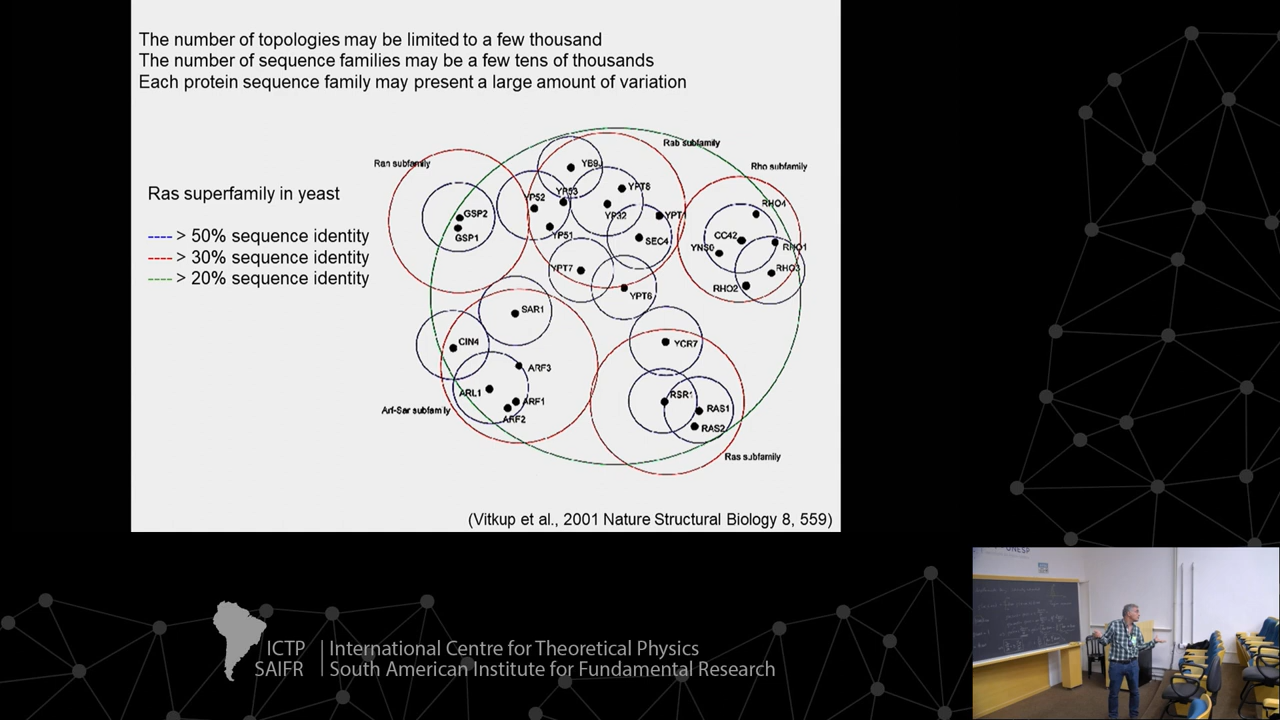 The number of topologies may be limited to a few thousand
The number of sequence families may be a few tens of thousands
Each protein sequence family may present a large amount of variation
Ras superfamily in yeast
> 50% sequence identity
> 30% sequence identity
> 20% sequence identity
Ran subfamily
Rab subfamily
Rho subfamily
YB9
YPT8
YP53
YP52
YP32
YPT1
YP51
SEC4
GSP2
GSP1
RHO4
CC42
YNS0
RHO1
RHO3
RHO2
YPT7
YPT6
SAR1
CIN4
YCR7
ARF3
ARL1
ARF1
ARF2
RSR1
RAS1
RAS2
Arf-Sar subfamily
Ras subfamily
(Vitkup et al., 2001 Nature Structural Biology 8, 559)
UNESP
ICTP | International Centre for Theoretical Physics
SAIFR | South American Institute for Fundamental Research